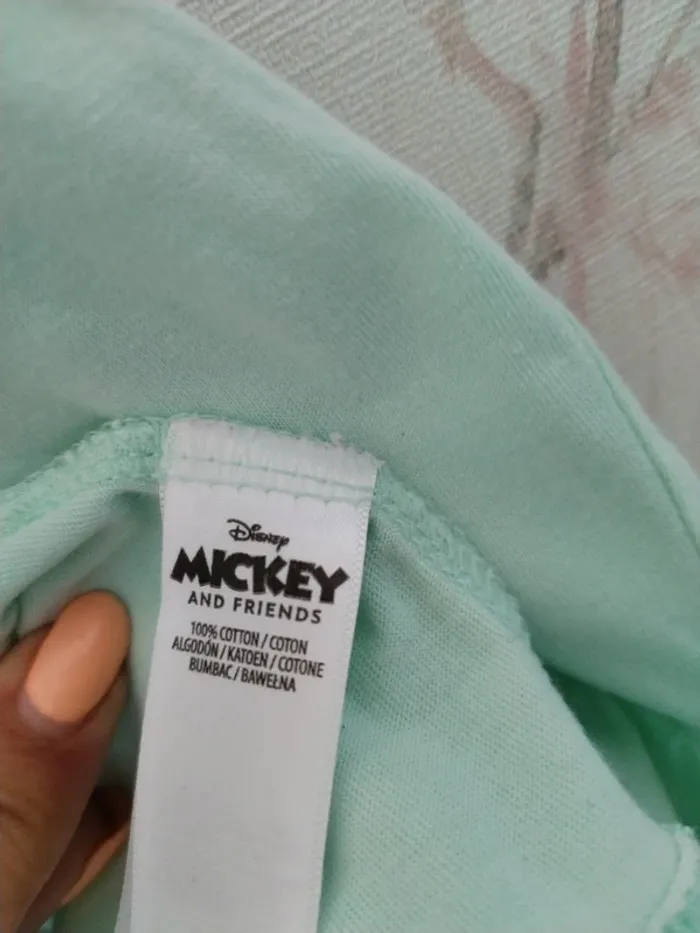 Disney
MICKEY
AND FRIENDS
100% COTTON / COTON
ALGODÓN / KATOEN / COTONE
BUMBAC / BAWEŁNA